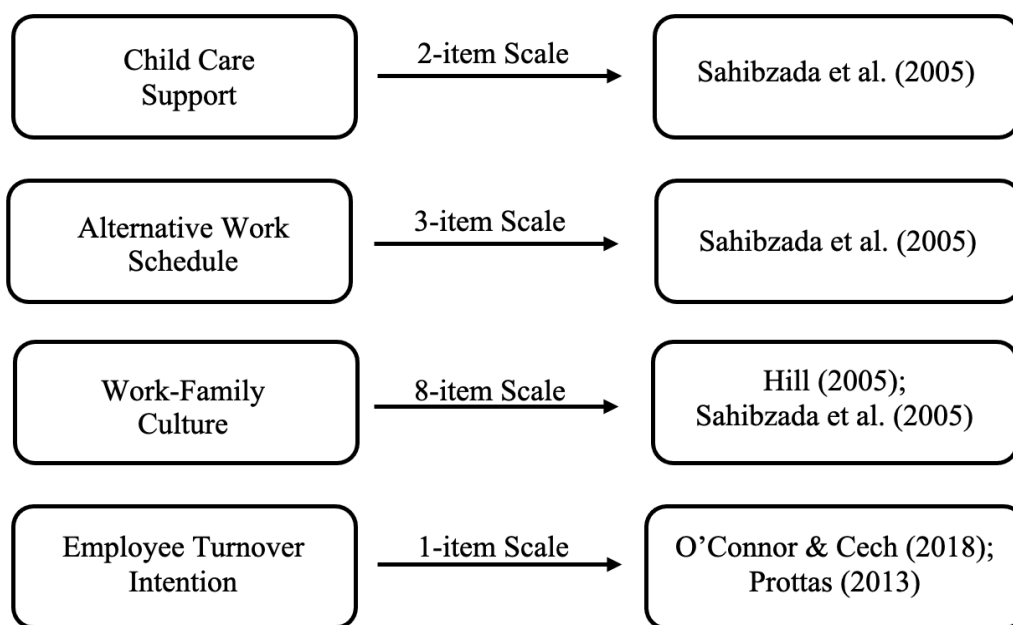 Child Care
Support
2-item Scale
Sahibzada et al. (2005)
Alternative Work
Schedule
3-item Scale
Sahibzada et al. (2005)
Work-Family
Culture
8-item Scale
Hill (2005);
Sahibzada et al. (2005)
Employee Turnover
Intention
1-item Scale
O’Connor & Cech (2018);
Prottas (2013)